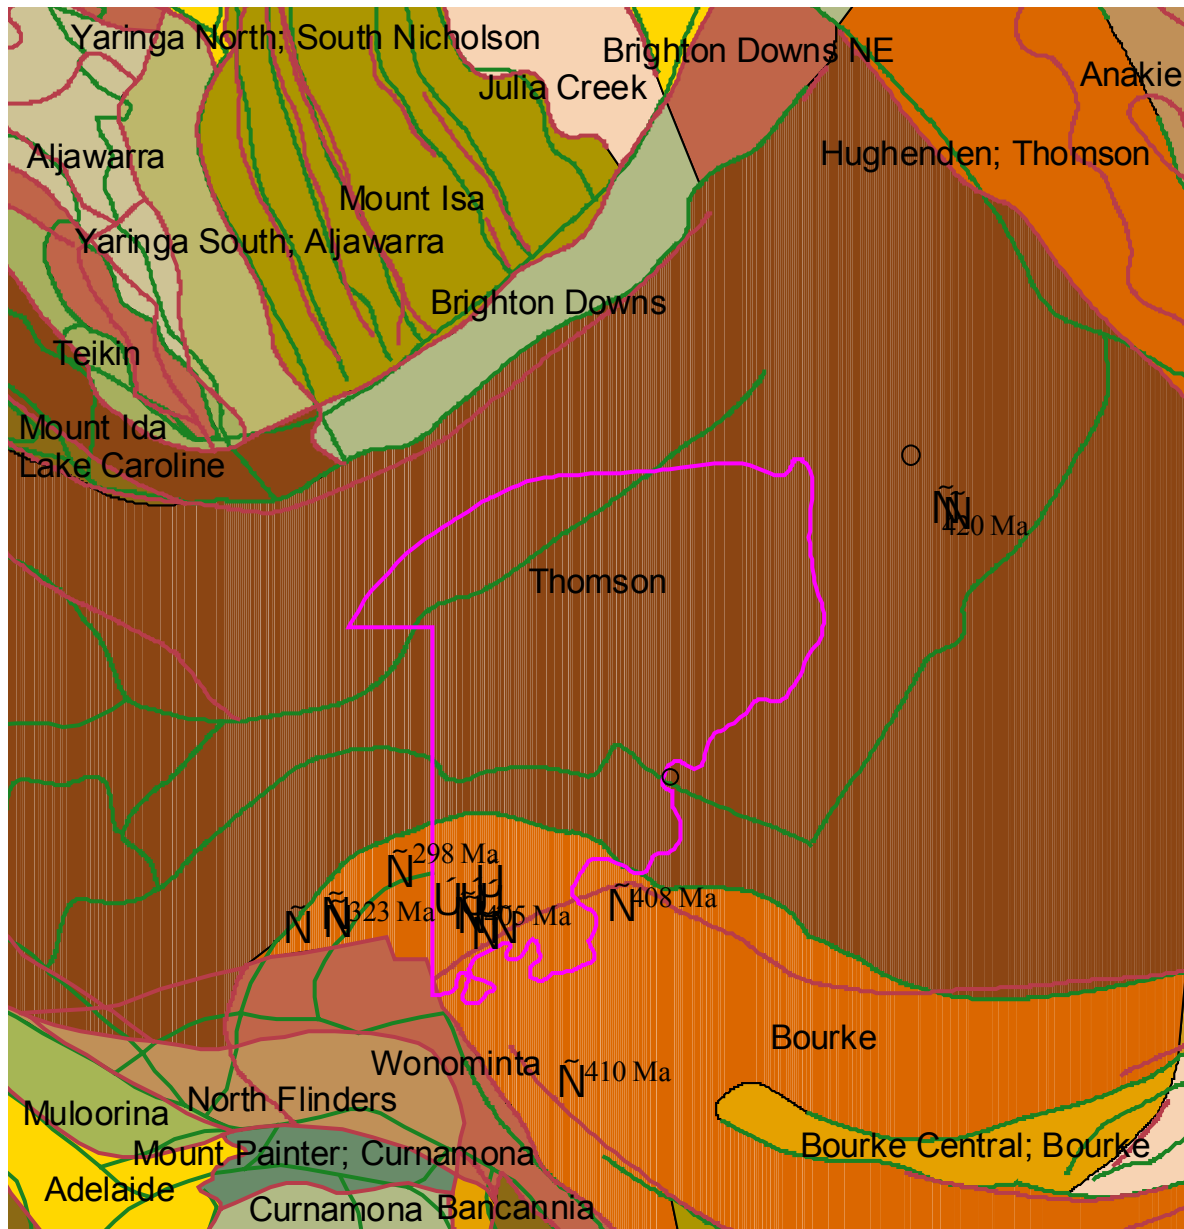 Yaringa North; South Nicholson
Brighton Downs NE
Julia Creek
Anakie
Aljawarra
Hughenden; Thomson
Mount Isa
Yaringa South; Aljawarra
Brighton Downs
Teikin
Mount Ida
Lake Caroline
Ñ Ñ
420 Ma
Thomson
Ñ 298 Ma
Ú Ú Ú Ú
Ñ Ñ Ñ 323 Ma
Ñ Ñ Ñ Ñ 405 Ma
Ñ 408 Ma
Bourke
Wonominta
Ñ 410 Ma
North Flinders
Muloorina
Mount Painter; Curnamona
Bourke Central; Bourke
Adelaide
Curnamona
Bancannia